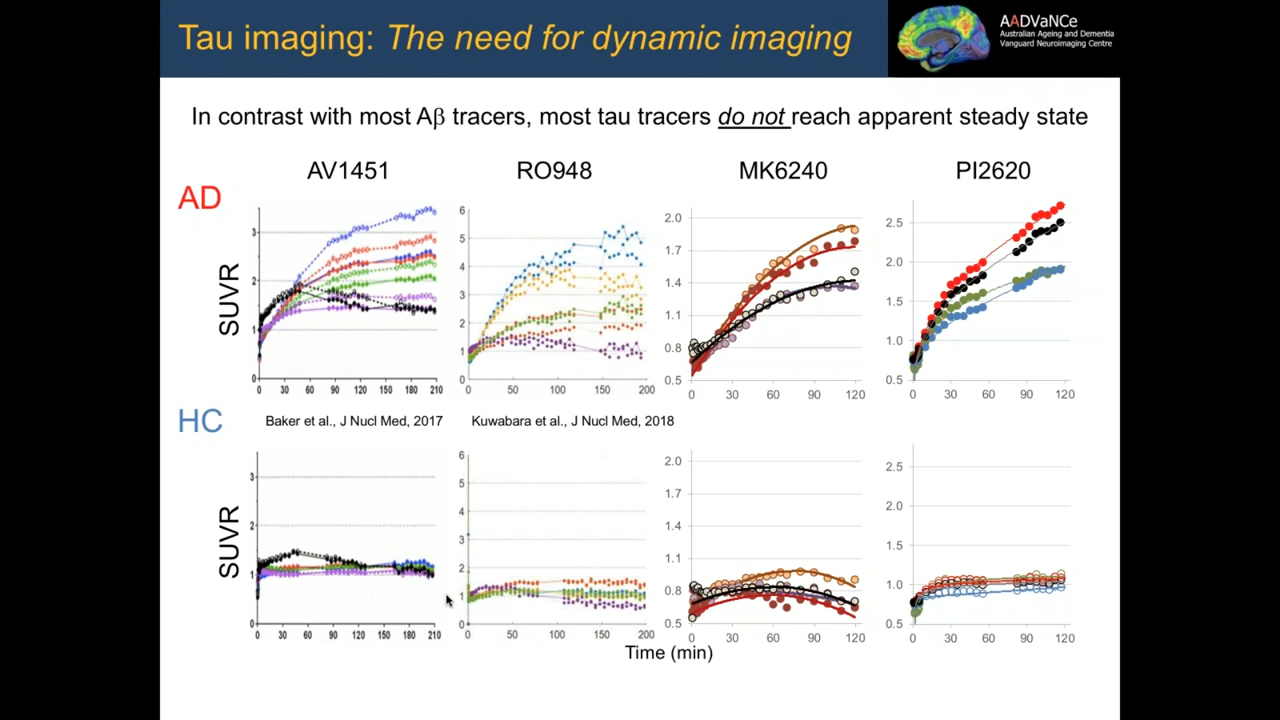 Tau imaging: The need for dynamic imaging
AADVaNCe
Australian Ageing and Dementia
Vanguard Neuroimaging Centre
In contrast with most Aβ tracers, most tau tracers do not reach apparent steady state
AV1451 RO948 MK6240 PI2620
AD
SUVR
3
2
1
0
0 30 60 90 120 150 180 210
6
5
4
3
2
1
0
0 50 100 150 200
2.0
1.7
1.4
1.1
0.8
0.5
0 30 60 90 120
2.5
2.0
1.5
1.0
0.5
0 30 60 90 120
Baker et al., J Nucl Med, 2017 Kuwabara et al., J Nucl Med, 2018
HC
SUVR
3
2
1
0
0 30 60 90 120 150 180 210
6
5
4
3
2
1
0
0 50 100 150 200
2.0
1.7
1.4
1.1
0.8
0.5
0 30 60 90 120
2.5
2.0
1.5
1.0
0.5
0 30 60 90 120
Time (min)